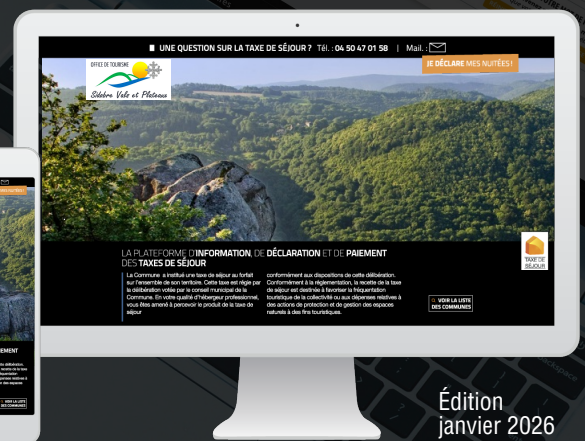 UNE QUESTION SUR LA TAXE DE SÉJOUR ? Tél. : 04 50 47 01 58 | Mail. :
JE DÉCLARE MES NUITÉES !
OFFICE DE TOURISME
Sidobre Vals et Plateaux
LA PLATEFORME D'INFORMATION, DE DÉCLARATION ET DE PAIEMENT
DES TAXES DE SÉJOUR
La Commune a institué une taxe de séjour au forfait
sur l'ensemble de son territoire. Cette taxe est régie par
la délibération votée par le conseil municipal de la
Commune. En votre qualité d'hébergeur professionnel,
vous êtes amené à percevoir le produit de la taxe de
séjour
conformément aux dispositions de cette délibération.
Conformément à la règlementation, la recette de la taxe
de séjour est destinée à favoriser la fréquentation
touristique de la collectivité ou aux dépenses relatives à
des actions de protection et de gestion des espaces
naturels à des fins touristiques.
TAXE DE
SÉJOUR
VOIR LA LISTE
DES COMMUNES
Édition
janvier 2026